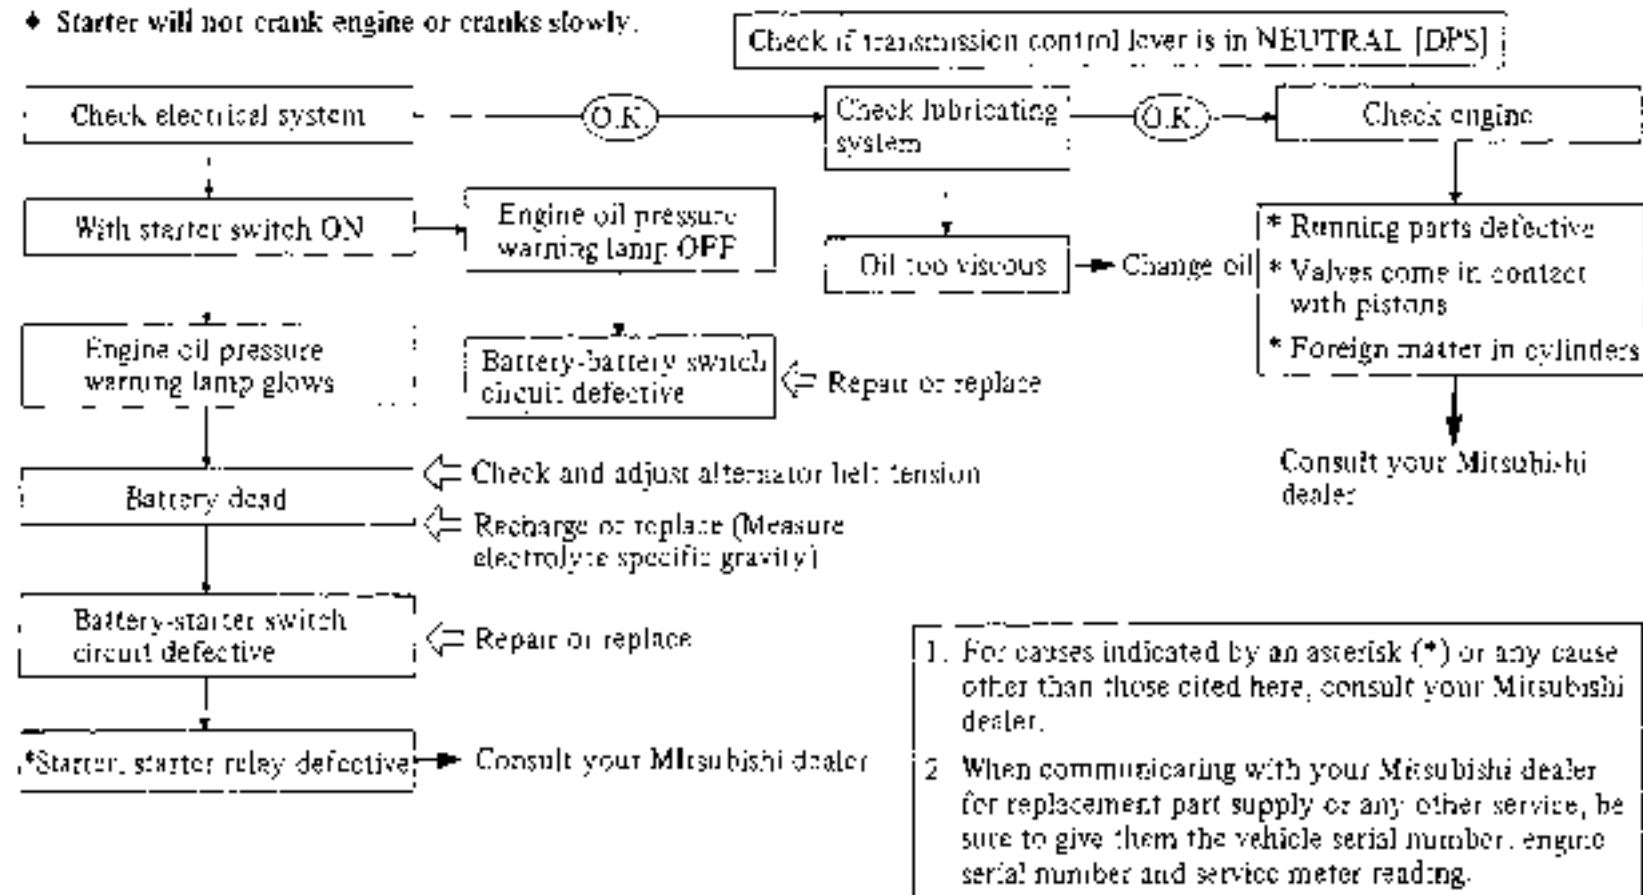 ♦ Starter will not crank engine or cranks slowly.
Check if transmission control lever is in NEUTRAL [DPS]
Check electrical system
O.K.
Check lubricating
system
O.K.
Check engine
With starter switch ON
Engine oil pressure
warning lamp OFF
Oil too viscous
Change oil
* Running parts defective
* Valves come in contact
with pistons
* Foreign matter in cylinders
Engine oil pressure
warning lamp glows
Battery-battery switch
circuit defective
Repair or replace
Consult your Mitsubishi
dealer
Battery dead
Check and adjust alternator belt tension
Recharge or replace (Measure
electrolyte specific gravity)
Battery-starter switch
circuit defective
Repair or replace
*Starter, starter relay defective
Consult your Mitsubishi dealer
1. For causes indicated by an asterisk (*) or any cause
other than those cited here, consult your Mitsubishi
dealer.
2 When communicaring with your Mitsubishi dealer
for replacement part supply or any other service, be
sure to give them the vehicle serial number, engine
serial number and service meter reading.